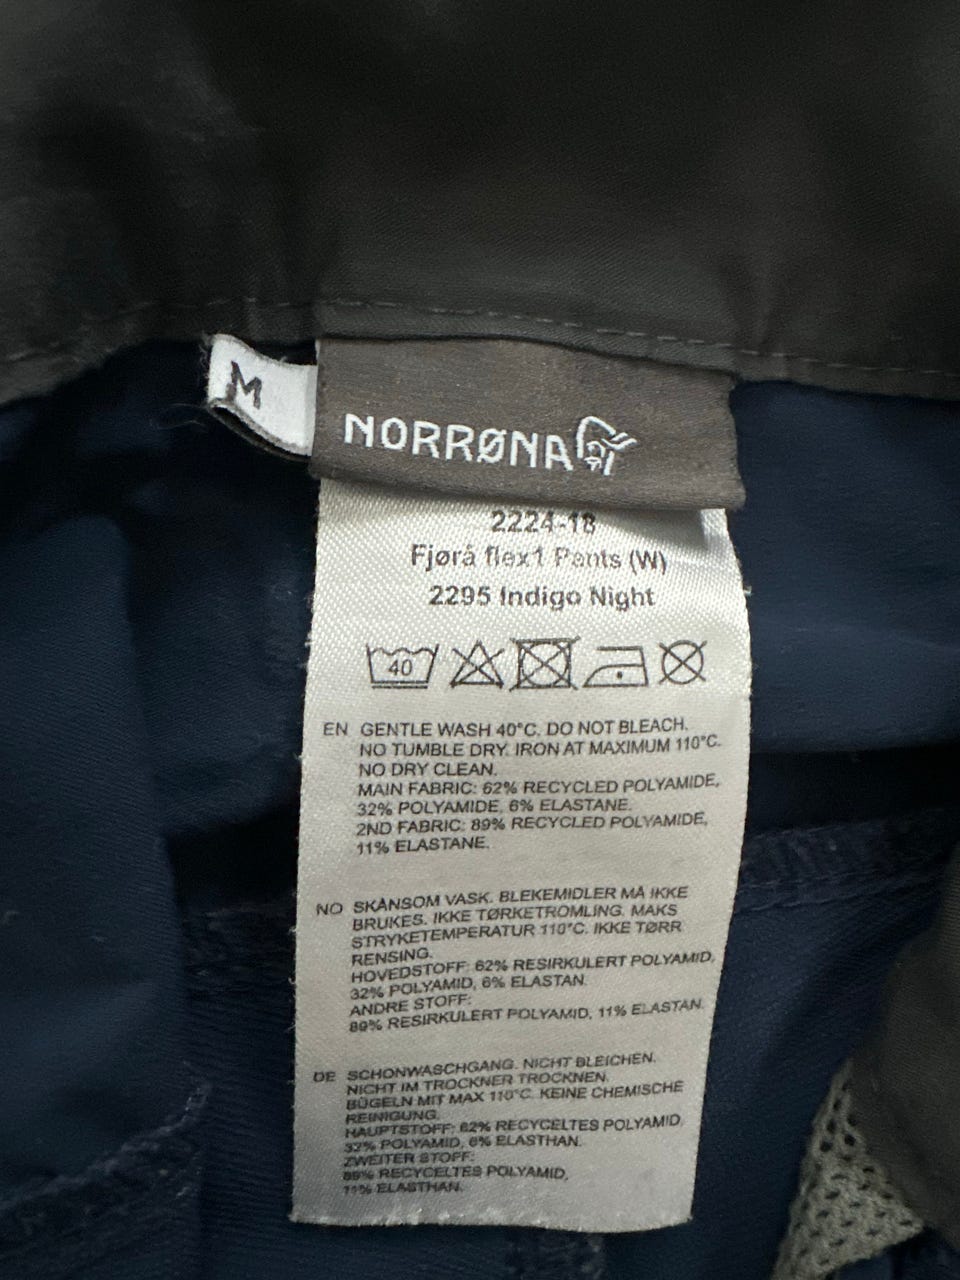 M
NORRØNA
2224-18
Fjørå flex1 Pants (W)
2295 Indigo Night
40
EN GENTLE WASH 40°C. DO NOT BLEACH.
NO TUMBLE DRY. IRON AT MAXIMUM 110°C.
NO DRY CLEAN.
MAIN FABRIC: 62% RECYCLED POLYAMIDE,
32% POLYAMIDE, 6% ELASTANE.
2ND FABRIC: 89% RECYCLED POLYAMIDE,
11% ELASTANE.
NO SKÅNSOM VASK. BLEKEMIDLER MÅ IKKE
BRUKES. IKKE TØRKETROMLING. MAKS
STRYKETEMPERATUR 110°C. IKKE TØRR
RENSING.
HOVEDSTOFF: 62% RESIRKULERT POLYAMID,
32% POLYAMID, 6% ELASTAN.
ANDRE STOFF:
89% RESIRKULERT POLYAMID, 11% ELASTAN.
DE SCHONWASCHGANG. NICHT BLEICHEN.
NICHT IM TROCKNER TROCKNEN.
BÜGELN MIT MAX 110°C. KEINE CHEMISCHE
REINIGUNG.
HAUPTSTOFF: 62% RECYCELTES POLYAMID,
32% POLYAMID, 6% ELASTHAN.
ZWEITER STOFF:
89% RECYCELTES POLYAMID,
11% ELASTHAN.